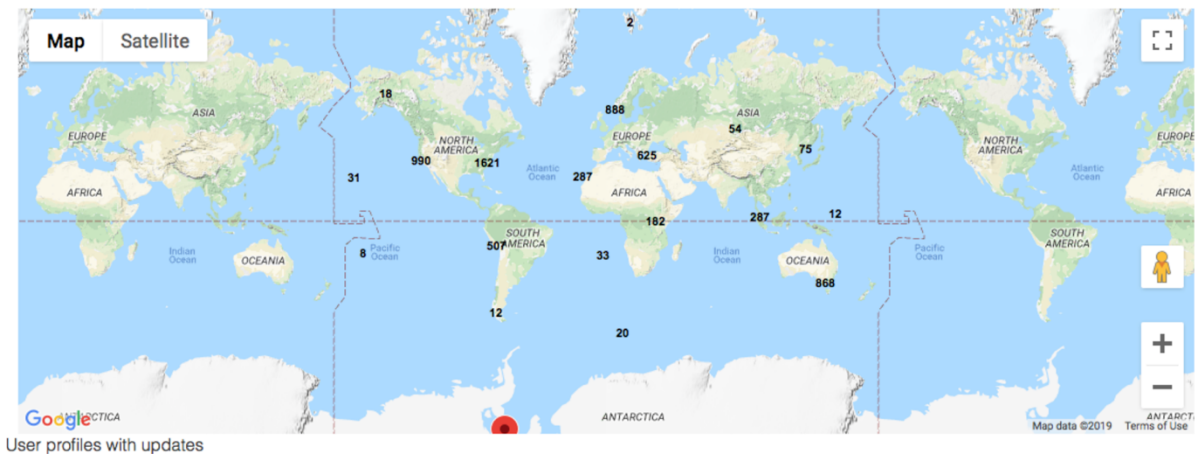 Map Satellite
2
18
888
ASIA
ASIA
54
EUROPE
NORTH
AMERICA
EUROPE
NORTH
AMERICA
EUROPE
75
990
1621
625
Atlantic
Ocean
Atlantic
Ocean
31
287
AFRICA
AFRICA
AFRICA
182
287
12
SOUTH
AMERICA
SOUTH
AMERICA
507
8
Pacific
Ocean
Indian
Ocean
33
Indian
Ocean
Pacific
Ocean
OCEANIA
OCEANIA
868
12
20
Google
ANTARCTICA
Map data ©2019 Terms of Use
User profiles with updates